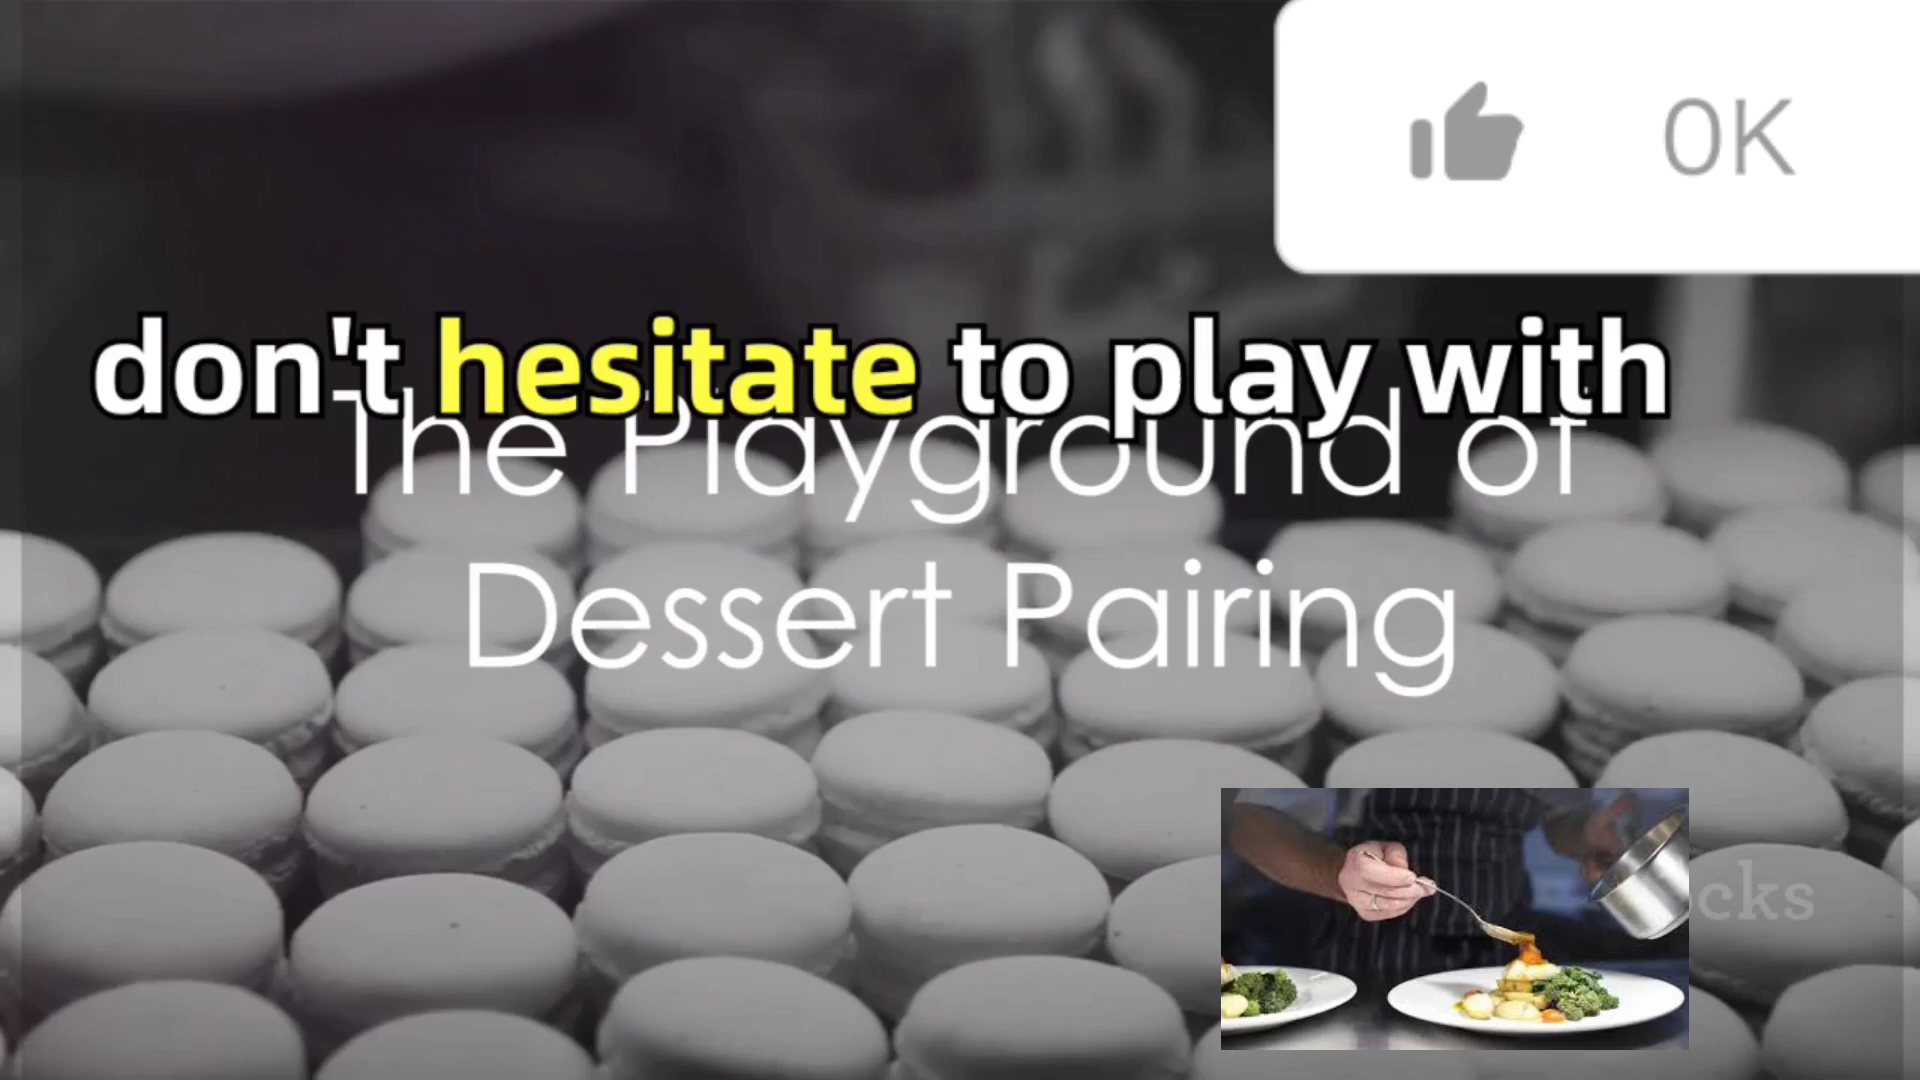 0K
don't hesitate to play with
The Playground of
Dessert Pairing
cks